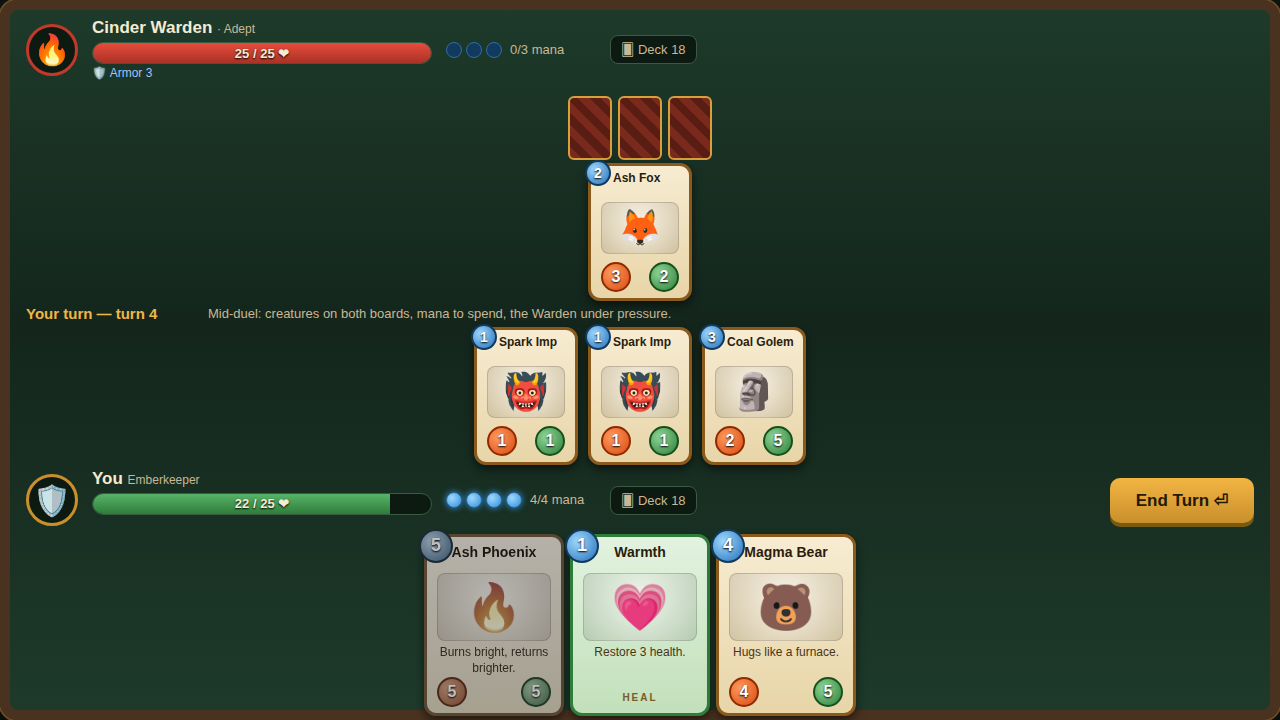 Cinder Warden · Adept
25 / 25 ❤
🛡️ Armor 3
0/3 mana
🂠 Deck 18
2
Ash Fox
3
2
Your turn — turn 4
Mid-duel: creatures on both boards, mana to spend, the Warden under pressure.
1
Spark Imp
1
1
1
Spark Imp
1
1
3
Coal Golem
2
5
You Emberkeeper
22 / 25 ❤
4/4 mana
🂠 Deck 18
End Turn ⏎
5
Ash Phoenix
Burns bright, returns
brighter.
5
5
1
Warmth
Restore 3 health.
HEAL
4
Magma Bear
Hugs like a furnace.
4
5